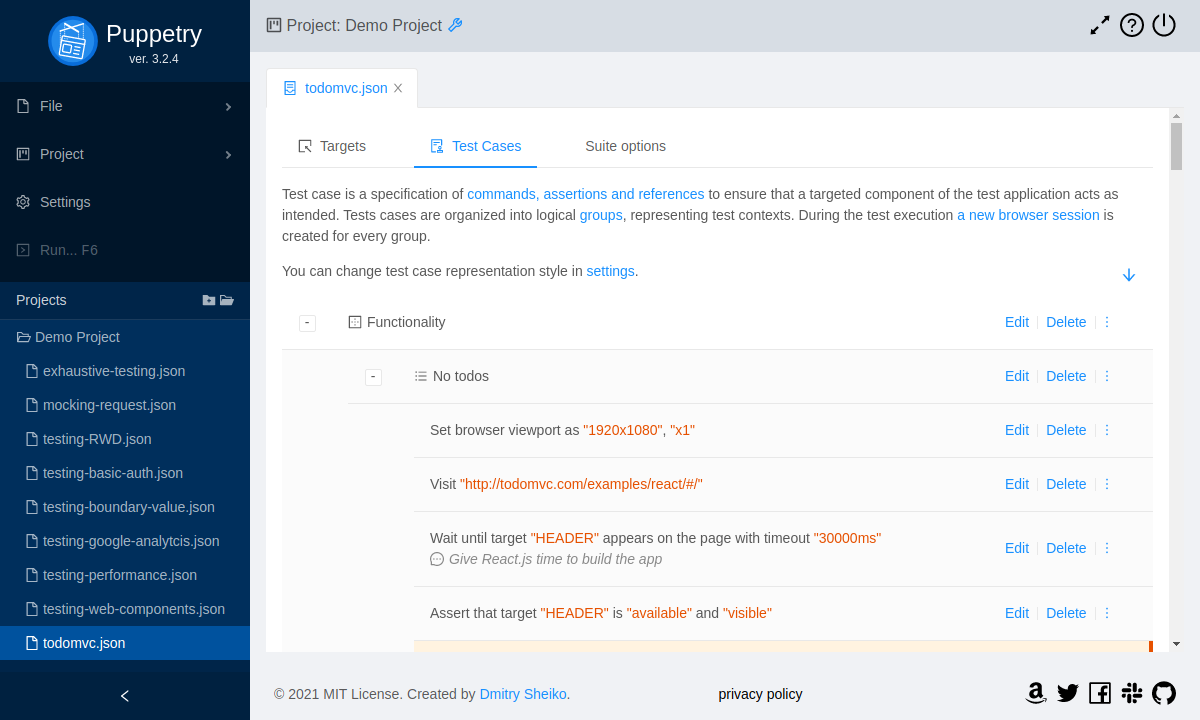 Puppetry
ver. 3.2.4
File
Project
Settings
Run... F6
Projects
Demo Project
exhaustive-testing.json
mocking-request.json
testing-RWD.json
testing-basic-auth.json
testing-boundary-value.json
testing-google-analytcis.json
testing-performance.json
testing-web-components.json
todomvc.json
Project: Demo Project
todomvc.json
Targets
Test Cases
Suite options
Test case is a specification of commands, assertions and references to ensure that a targeted component of the test application acts as
intended. Tests cases are organized into logical groups, representing test contexts. During the test execution a new browser session is
created for every group.
You can change test case representation style in settings.
- Functionality Edit Delete
- No todos Edit Delete
Set browser viewport as "1920x1080", "x1" Edit Delete
Visit "http://todomvc.com/examples/react/#/" Edit Delete
Wait until target "HEADER" appears on the page with timeout "30000ms"
Give React.js time to build the app
Edit Delete
Assert that target "HEADER" is "available" and "visible" Edit Delete
© 2021 MIT License. Created by Dmitry Sheiko.
privacy policy